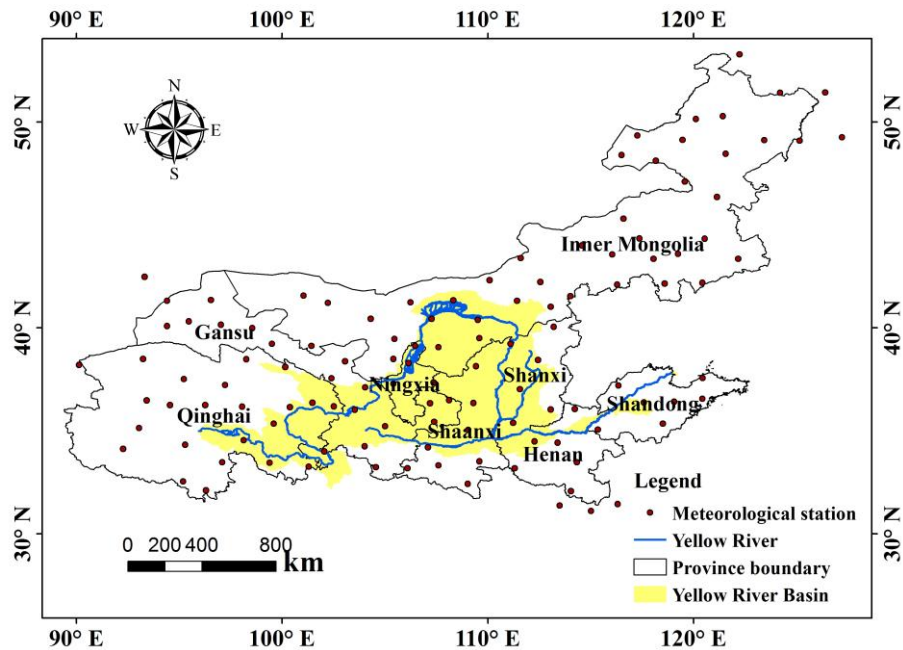 90° E 100° E 110° E 120° E
N
W E
S
50° N 50° N
Inner Mongolia
40° N 40° N
Gansu
Ningxia Shanxi
Qinghai Shandong
Shaanxi
Henan
Legend
Meteorological station
Yellow River
Province boundary
Yellow River Basin
30° N 30° N
0 200 400 800
km
90° E 100° E 110° E 120° E